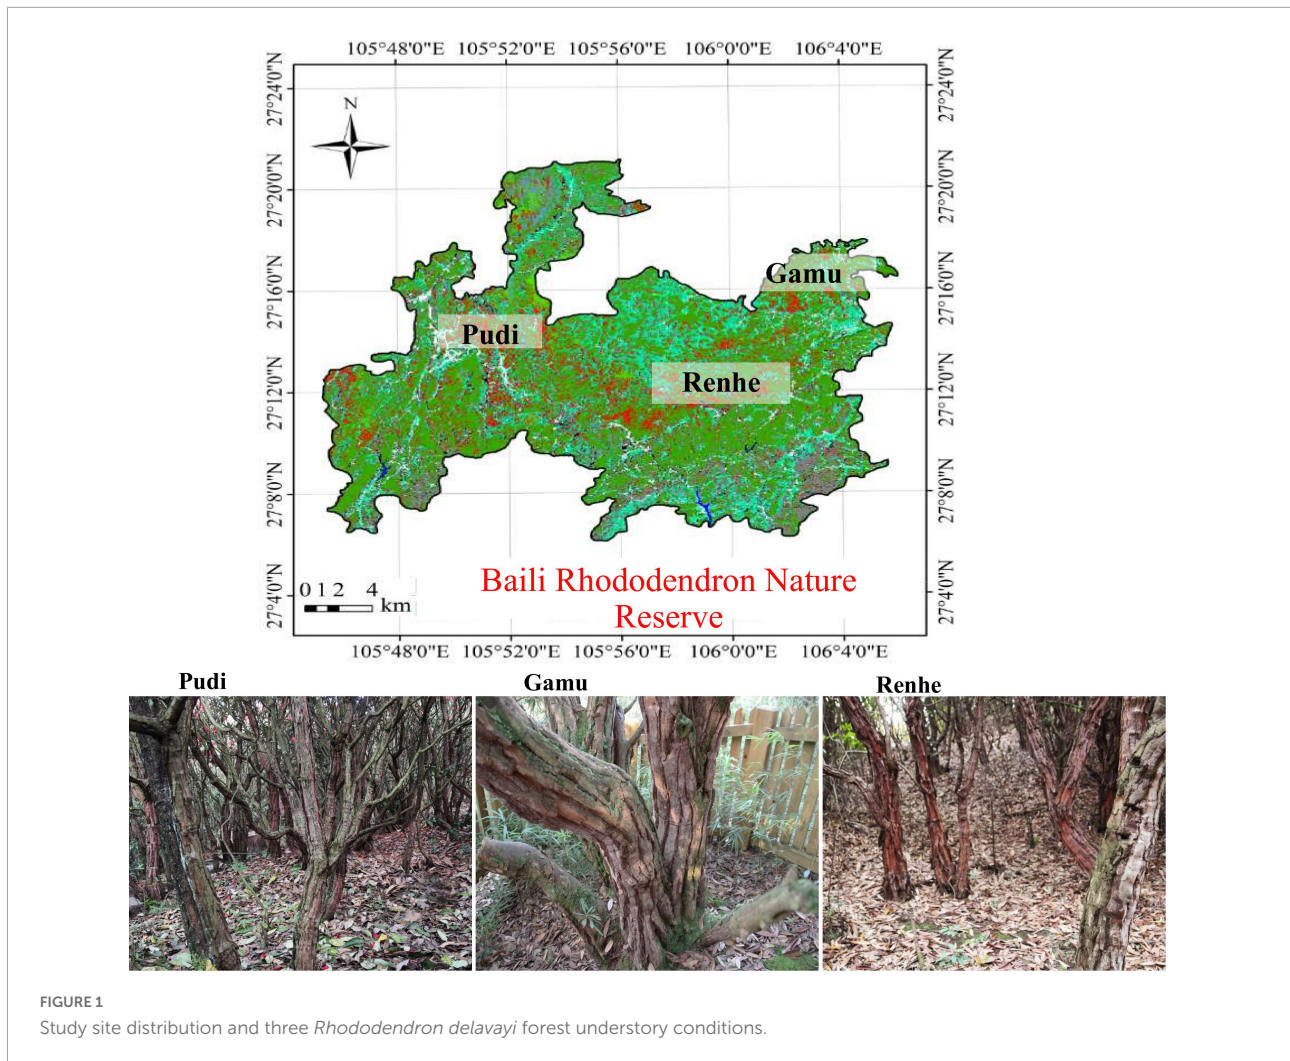 105°48'0"E 105°52'0"E 105°56'0"E 106°0'0"E 106°4'0"E
27°24'0"N 27°24'0"N
N
27°20'0"N 27°20'0"N
Gamu
27°16'0"N 27°16'0"N
Pudi
Renhe
27°12'0"N 27°12'0"N
27°8'0"N 27°8'0"N
Baili Rhododendron Nature
Reserve
0 1 2 4
km
27°4'0"N 27°4'0"N
105°48'0"E 105°52'0"E 105°56'0"E 106°0'0"E 106°4'0"E
Pudi Gamu Renhe
FIGURE 1
Study site distribution and three Rhododendron delavayi forest understory conditions.